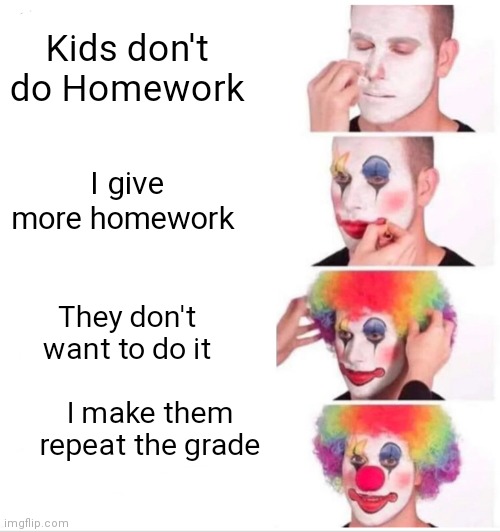 Kids don't
do Homework
I give
more homework
They don't
want to do it
I make them
repeat the grade
imgflip.com